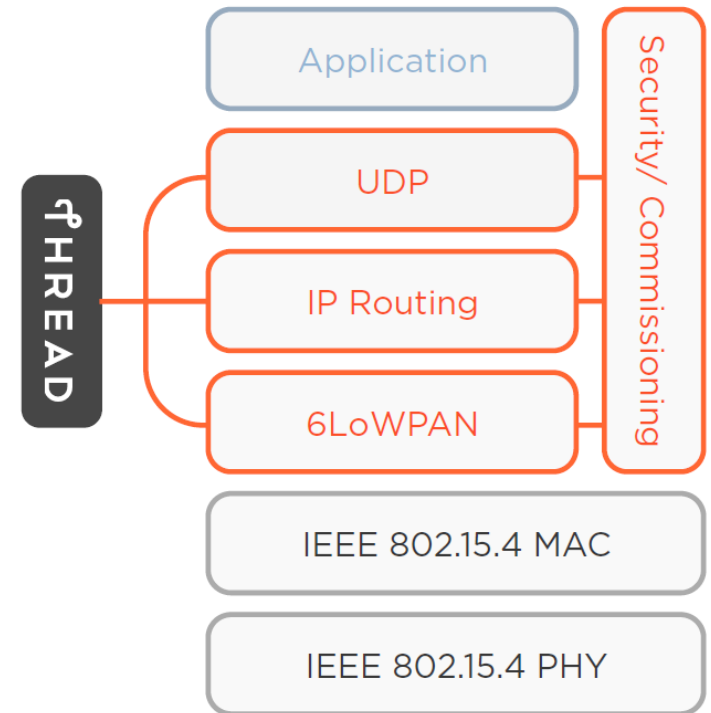 Application
UDP
IP Routing
6LoWPAN
IEEE 802.15.4 MAC
IEEE 802.15.4 PHY
Security/ Commissioning
THREAD